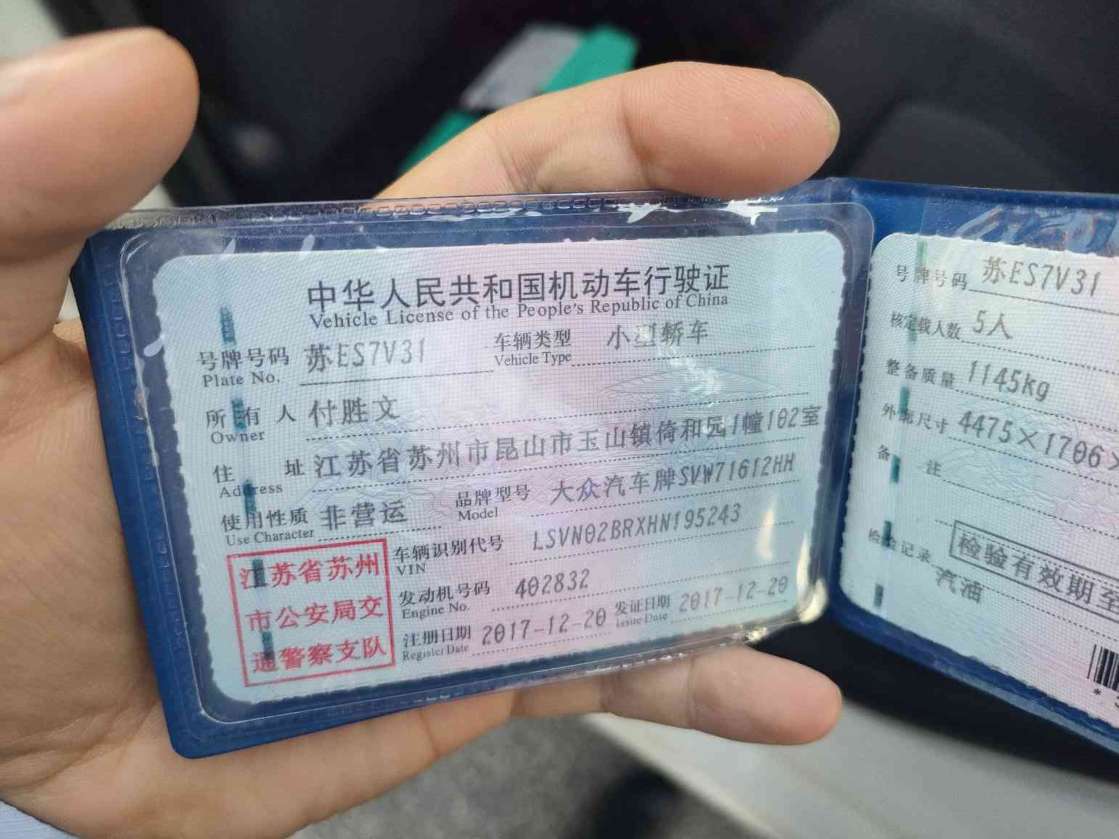 中华人民共和国机动车行驶证
Vehicle License of the People's Republic of China
号牌号码 苏ES7V31 车辆类型 小型轿车
Plate No. Vehicle Type
所有人 付胜文
Owner
住址 江苏省苏州市昆山市玉山镇倚和园1幢102室
Address
使用性质 非营运 品牌型号 大众汽车牌SVW71612HH
Use Character Model
江苏省苏州
市公安局交
通警察支队
车辆识别代号 LSVN02BRXHN195243
VIN
发动机号码 402832
Engine No.
注册日期 2017-12-20 发证日期 2017-12-20
Register Date Issue Date
号牌号码 苏ES7V31
核定载人数 5人
整备质量 1145kg
外廓尺寸 4475×1706×
备注
检验有效期至
检验记录 汽油